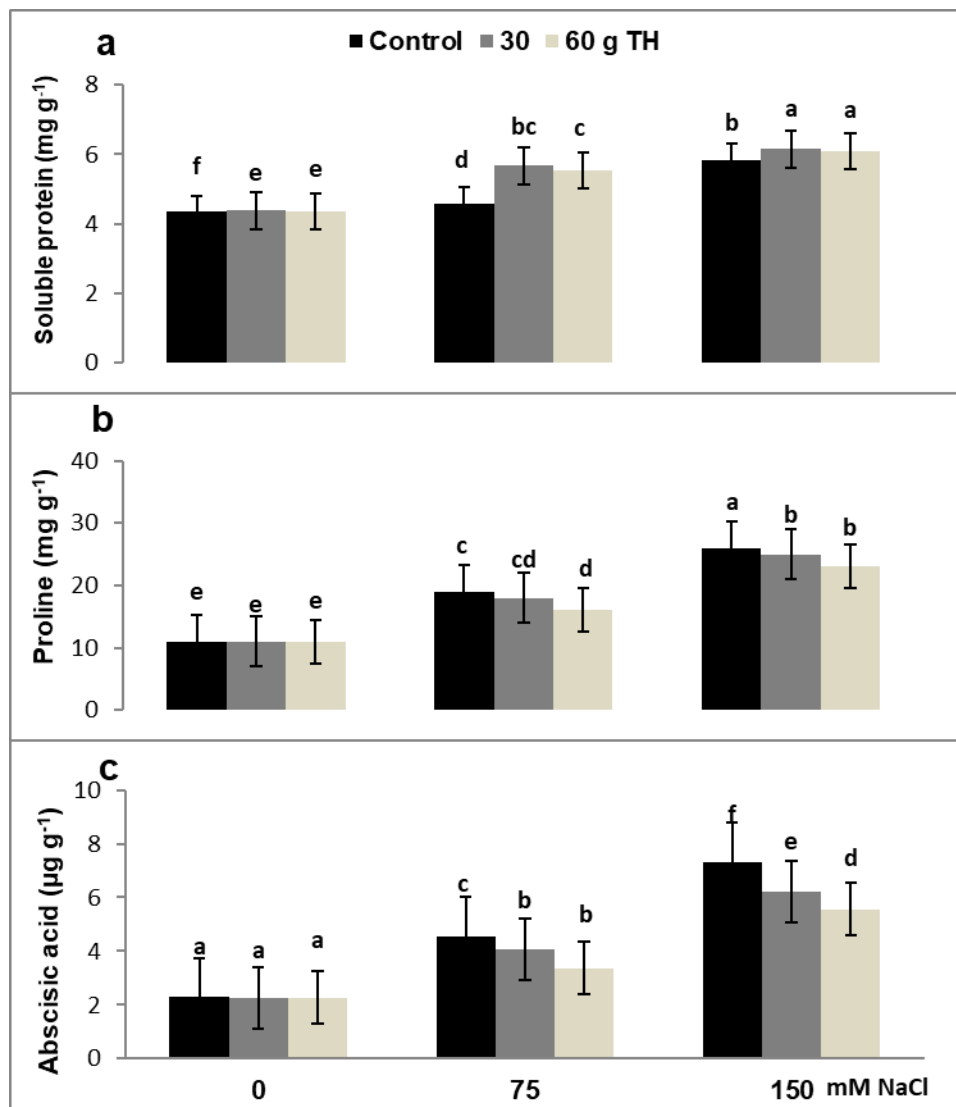 a
Control 30 60 g TH
Soluble protein (mg g⁻¹)
8
6
4
2
0
f e e
d bc c
b a a
b
Proline (mg g⁻¹)
40
30
20
10
0
e e e
c cd d
a b b
c
Abscisic acid (µg g⁻¹)
10
8
6
4
2
0
a a a
c b b
f e d
0 75 150 mM NaCl